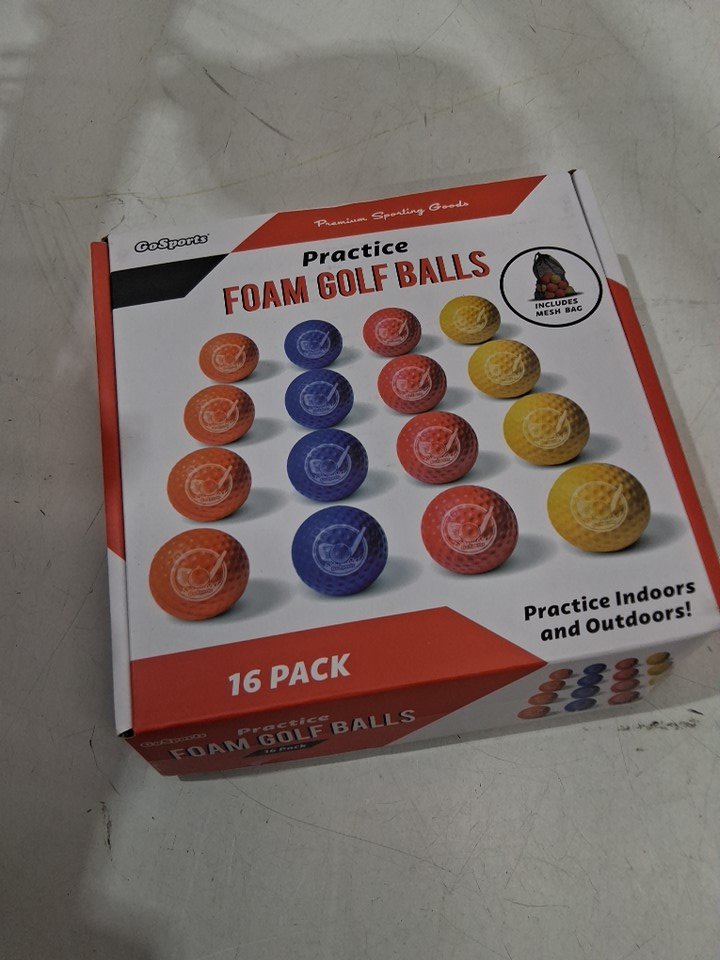 Premium Sporting Goods
GoSports
Practice
FOAM GOLF BALLS
INCLUDES
MESH BAG
Practice Indoors
and Outdoors!
16 PACK
GoSports
Practice
FOAM GOLF BALLS
16 Pack